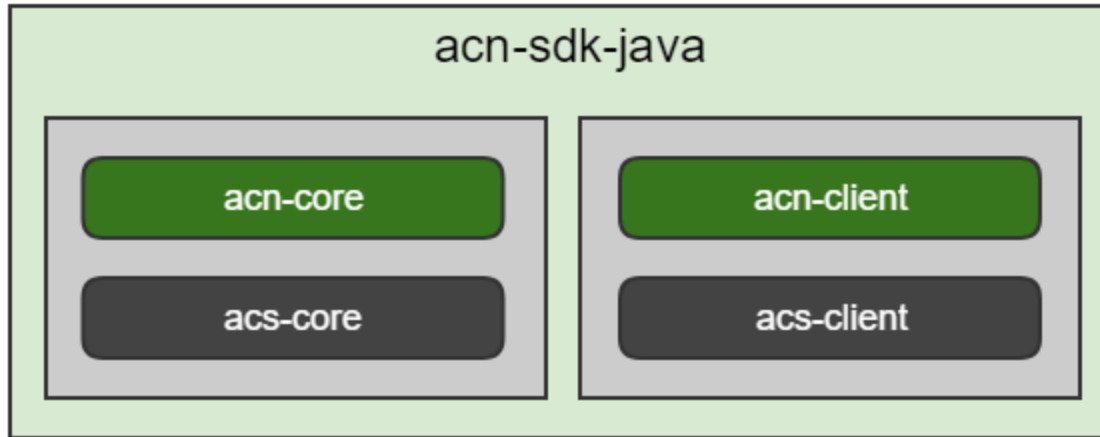 acn-sdk-java
acn-core
acs-core
acn-client
acs-client